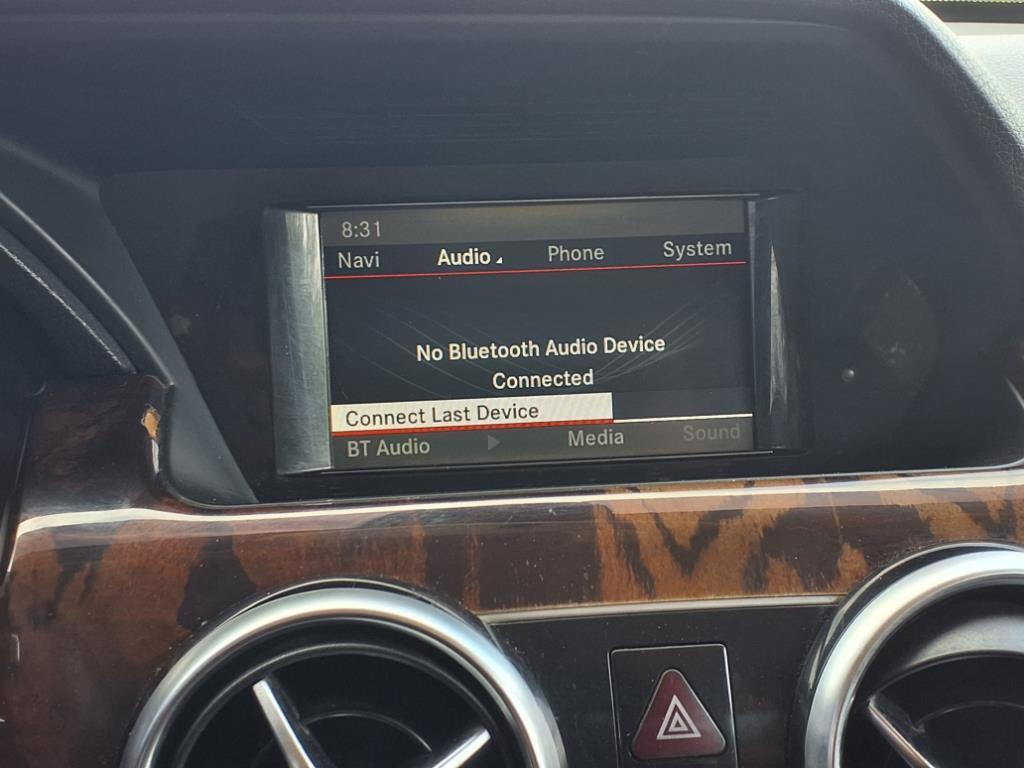 8:31
Navi Audio Phone System
No Bluetooth Audio Device
Connected
Connect Last Device
BT Audio Media Sound